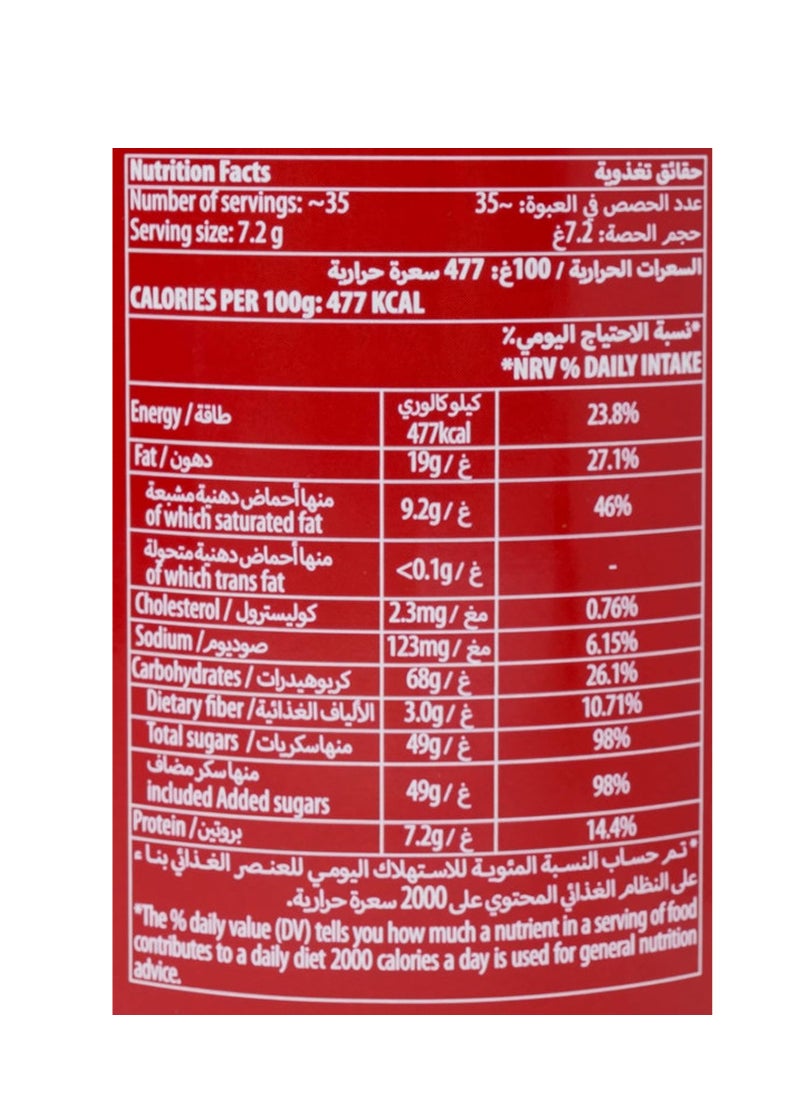 Nutrition Facts حقائق تغذوية
Number of servings: ~35 عدد الحصص في العبوة: ~35
Serving size: 7.2 g حجم الحصة: 7.2غ
السعرات الحرارية / 100غ: 477 سعرة حرارية
CALORIES PER 100g: 477 KCAL
*نسبة الاحتياج اليومي٪
*NRV % DAILY INTAKE
Energy / طاقة كيلو كالوري 477kcal 23.8%
Fat / دهون 19g / غ 27.1%
منها أحماض دهنية مشبعة
of which saturated fat 9.2g / غ 46%
منها أحماض دهنية متحولة
of which trans fat <0.1g / غ -
Cholesterol / كوليسترول 2.3mg / مغ 0.76%
Sodium / صوديوم 123mg / مغ 6.15%
Carbohydrates / كربوهيدرات 68g / غ 26.1%
Dietary fiber / الألياف الغذائية 3.0g / غ 10.71%
Total sugars / منها سكريات 49g / غ 98%
منها سكر مضاف
included Added sugars 49g / غ 98%
Protein / بروتين 7.2g / غ 14.4%
*تم حساب النسبة المئوية للاستهلاك اليومي للعنصر الغذائي بناء
على النظام الغذائي المحتوي على 2000 سعرة حرارية.
*The % daily value (DV) tells you how much a nutrient in a serving of food
contributes to a daily diet 2000 calories a day is used for general nutrition
advice.